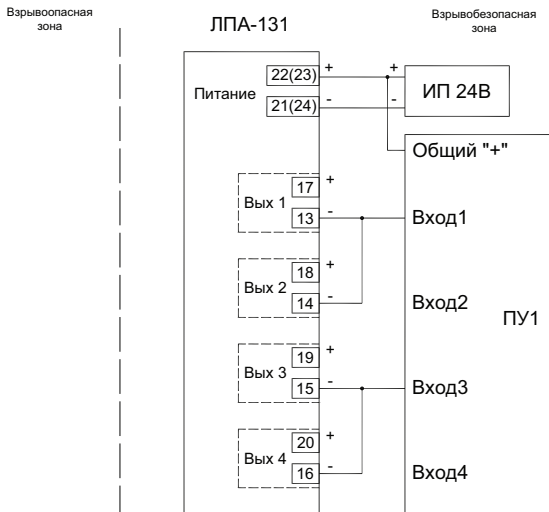 Взрывоопасная
зона
ЛПА-131
Взрывобезопасная
зона
Питание
22(23)
+
+
ИП 24В
21(24)
-
-
Общий "+"
Вых 1
17
+
13
-
Вход1
Вых 2
18
+
14
-
Вход2
ПУ1
Вых 3
19
+
15
-
Вход3
Вых 4
20
+
16
-
Вход4